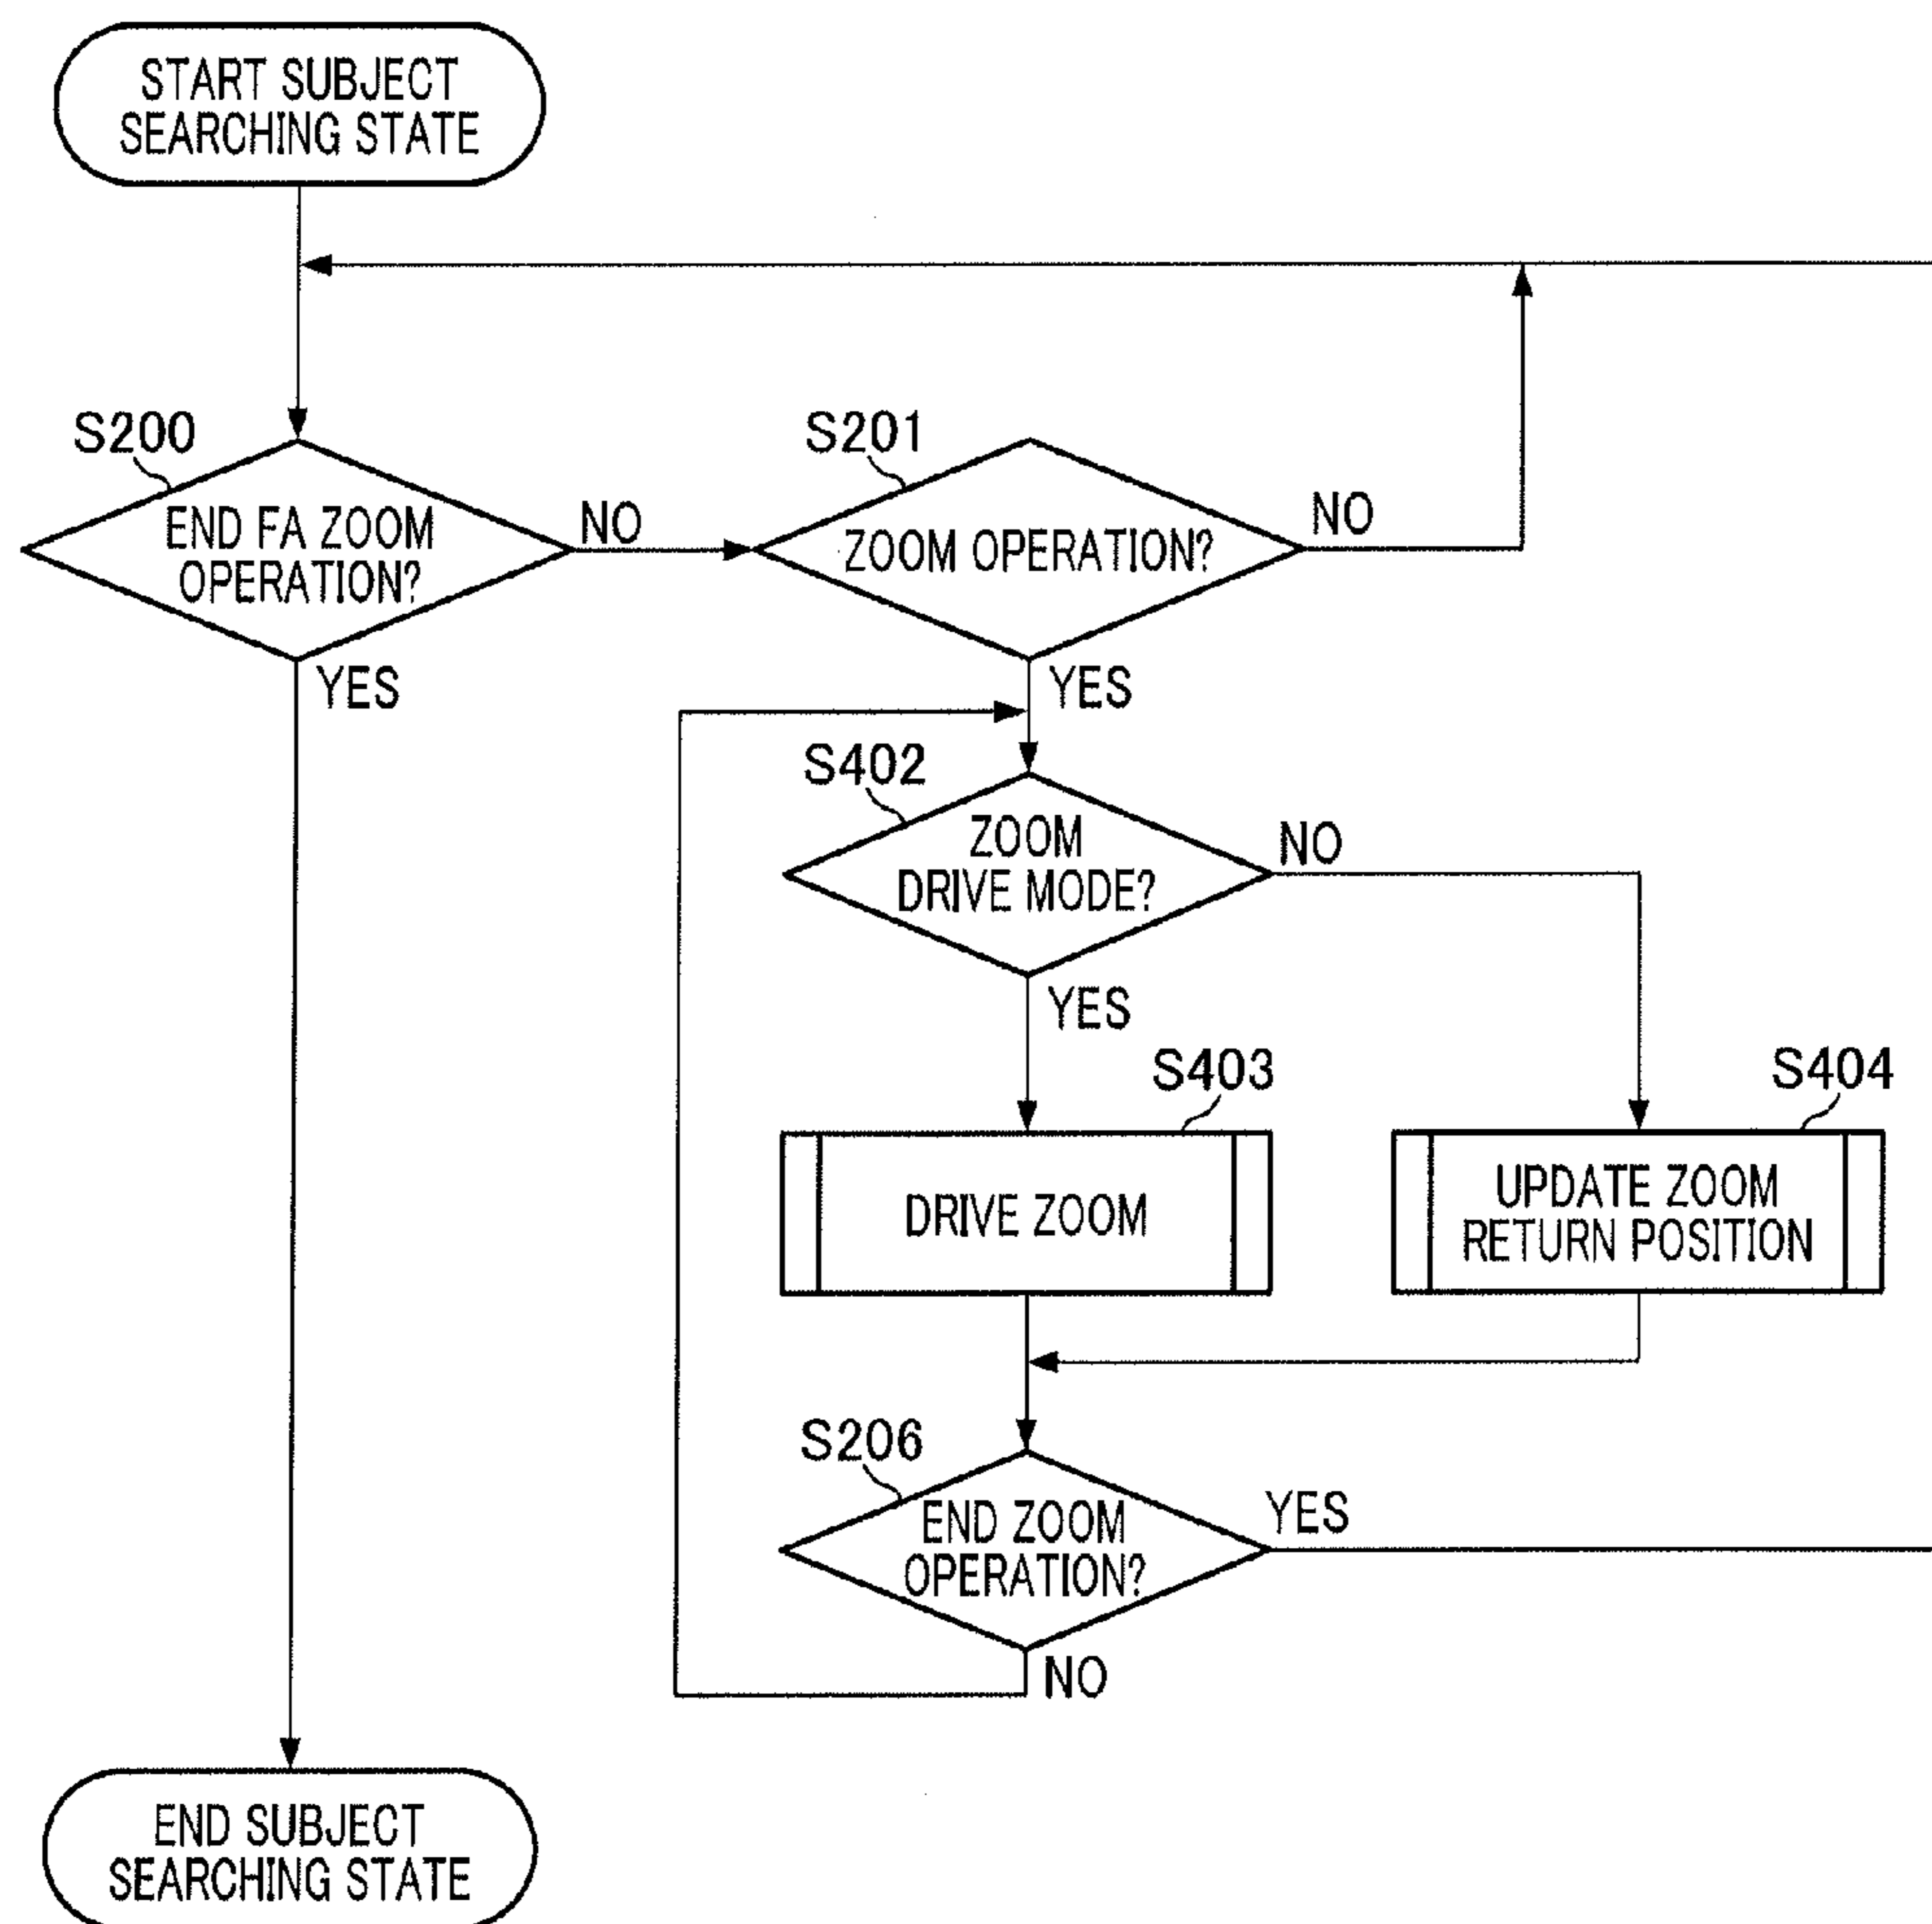 START SUBJECT
SEARCHING STATE
S200
END FA ZOOM
OPERATION?
NO
YES
S201
ZOOM OPERATION?
NO
YES
S402
ZOOM
DRIVE MODE?
NO
YES
S403
DRIVE ZOOM
S404
UPDATE ZOOM
RETURN POSITION
S206
END ZOOM
OPERATION?
YES
NO
END SUBJECT
SEARCHING STATE